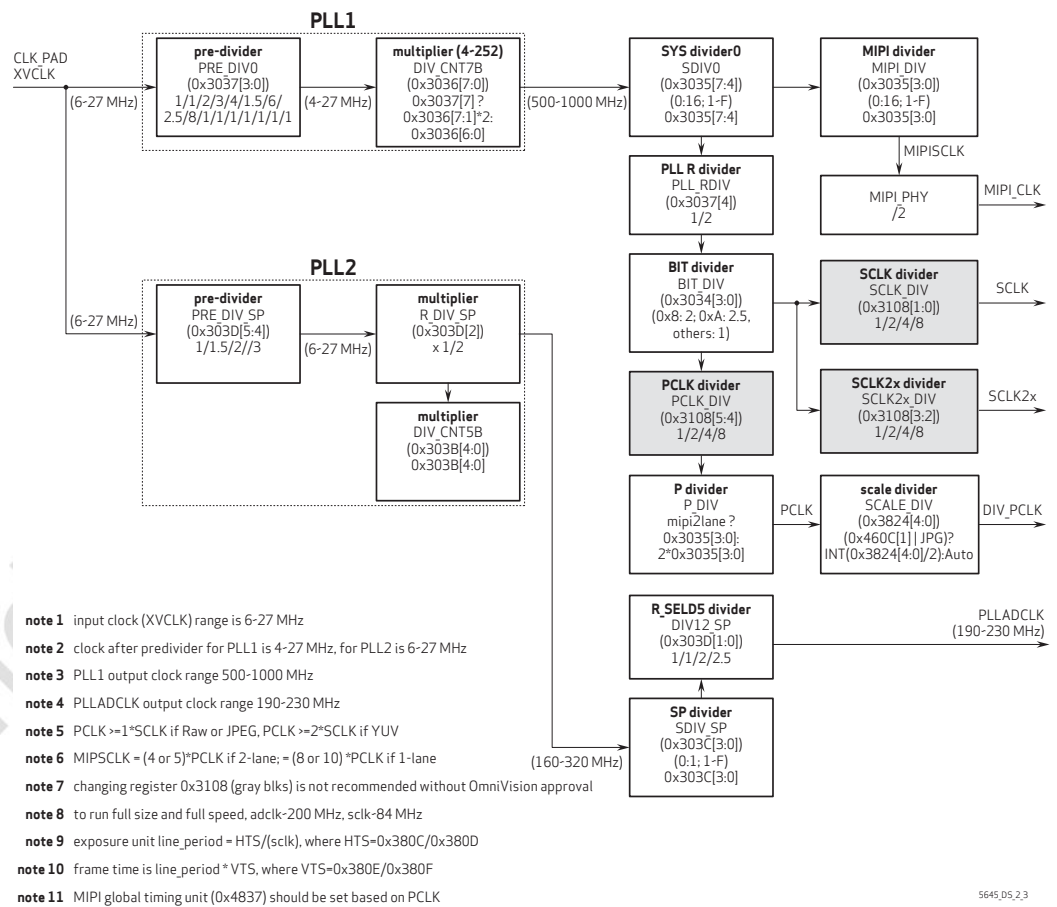 PLL1
CLK_PAD
XVCLK
(6-27 MHz)
pre-divider
PRE_DIV0
(0x3037[3:0])
1/1/2/3/4/1.5/6/
2.5/8/1/1/1/1/1/1/1
(4-27 MHz)
multiplier (4-252)
DIV_CNT7B
(0x3036[7:0])
0x3037[7] ?
0x3036[7:1]*2:
0x3036[6:0]
(500-1000 MHz)
SYS divider0
SDIV0
(0x3035[7:4])
(0:16; 1-F)
0x3035[7:4]
MIPI divider
MIPI_DIV
(0x3035[3:0])
(0:16; 1-F)
0x3035[3:0]
MIPISCLK
PLL R divider
PLL_RDIV
(0x3037[4])
1/2
MIPI_PHY
/2
MIPI_CLK
PLL2
(6-27 MHz)
pre-divider
PRE_DIV_SP
(0x303D[5:4])
1/1.5/2//3
(6-27 MHz)
multiplier
R_DIV_SP
(0x303D[2])
x 1/2
multiplier
DIV_CNT5B
(0x303B[4:0])
0x303B[4:0]
BIT divider
BIT_DIV
(0x3034[3:0])
(0x8: 2; 0xA: 2.5,
others: 1)
SCLK divider
SCLK_DIV
(0x3108[1:0])
1/2/4/8
SCLK
PCLK divider
PCLK_DIV
(0x3108[5:4])
1/2/4/8
SCLK2x divider
SCLK2x_DIV
(0x3108[3:2])
1/2/4/8
SCLK2x
P divider
P_DIV
mipi2lane ?
0x3035[3:0]:
2*0x3035[3:0]
PCLK
scale divider
SCALE_DIV
(0x3824[4:0])
(0x460C[1] | JPG)?
INT(0x3824[4:0]/2):Auto
DIV_PCLK
R_SELD5 divider
DIV12_SP
(0x303D[1:0])
1/1/2/2.5
PLLADCLK
(190-230 MHz)
(160-320 MHz)
SP divider
SDIV_SP
(0x303C[3:0])
(0:1; 1-F)
0x303C[3:0]
note 1 input clock (XVCLK) range is 6-27 MHz
note 2 clock after predivider for PLL1 is 4-27 MHz, for PLL2 is 6-27 MHz
note 3 PLL1 output clock range 500-1000 MHz
note 4 PLLADCLK output clock range 190-230 MHz
note 5 PCLK >=1*SCLK if Raw or JPEG, PCLK >=2*SCLK if YUV
note 6 MIPSCLK = (4 or 5)*PCLK if 2-lane; = (8 or 10) *PCLK if 1-lane
note 7 changing register 0x3108 (gray blks) is not recommended without OmniVision approval
note 8 to run full size and full speed, adclk~200 MHz, sclk~84 MHz
note 9 exposure unit line_period = HTS/(sclk), where HTS=0x380C/0x380D
note 10 frame time is line_period * VTS, where VTS=0x380E/0x380F
note 11 MIPI global timing unit (0x4837) should be set based on PCLK
5645_DS_2_3